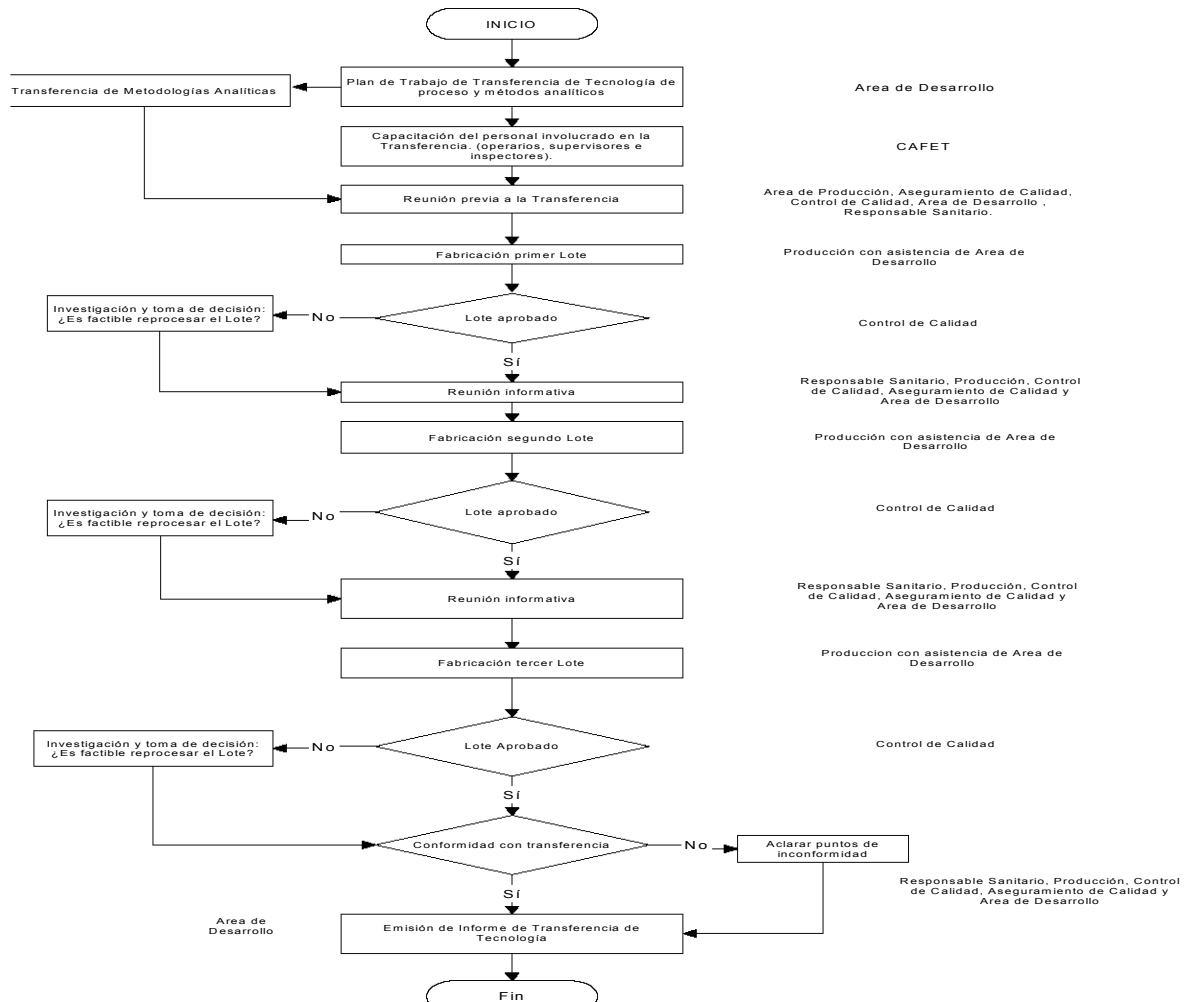 INICIO
Plan de Trabajo de Transferencia de Tecnología de
proceso y métodos analíticos
Transferencia de Metodologías Analíticas
Area de Desarrollo
Capacitación del personal involucrado en la
Transferencia. (operarios, supervisores e
inspectores).
CAFET
Reunión previa a la Transferencia
Area de Producción, Aseguramiento de Calidad,
Control de Calidad, Area de Desarrollo ,
Responsable Sanitario.
Fabricación primer Lote
Producción con asistencia de Area de
Desarrollo
Investigación y toma de decisión:
¿Es factible reprocesar el Lote?
No
Lote aprobado
Control de Calidad
Sí
Reunión informativa
Responsable Sanitario, Producción, Control
de Calidad, Aseguramiento de Calidad y
Area de Desarrollo
Fabricación segundo Lote
Producción con asistencia de Area de
Desarrollo
Investigación y toma de decisión:
¿Es factible reprocesar el Lote?
No
Lote aprobado
Control de Calidad
Sí
Reunión informativa
Responsable Sanitario, Producción, Control
de Calidad, Aseguramiento de Calidad y
Area de Desarrollo
Fabricación tercer Lote
Produccion con asistencia de Area de
Desarrollo
Investigación y toma de decisión:
¿Es factible reprocesar el Lote?
No
Lote Aprobado
Control de Calidad
Sí
Conformidad con transferencia
No
Aclarar puntos de
inconformidad
Responsable Sanitario, Producción, Control
de Calidad, Aseguramiento de Calidad y
Area de Desarrollo
Sí
Area de
Desarrollo
Emisión de Informe de Transferencia de
Tecnología
Fin